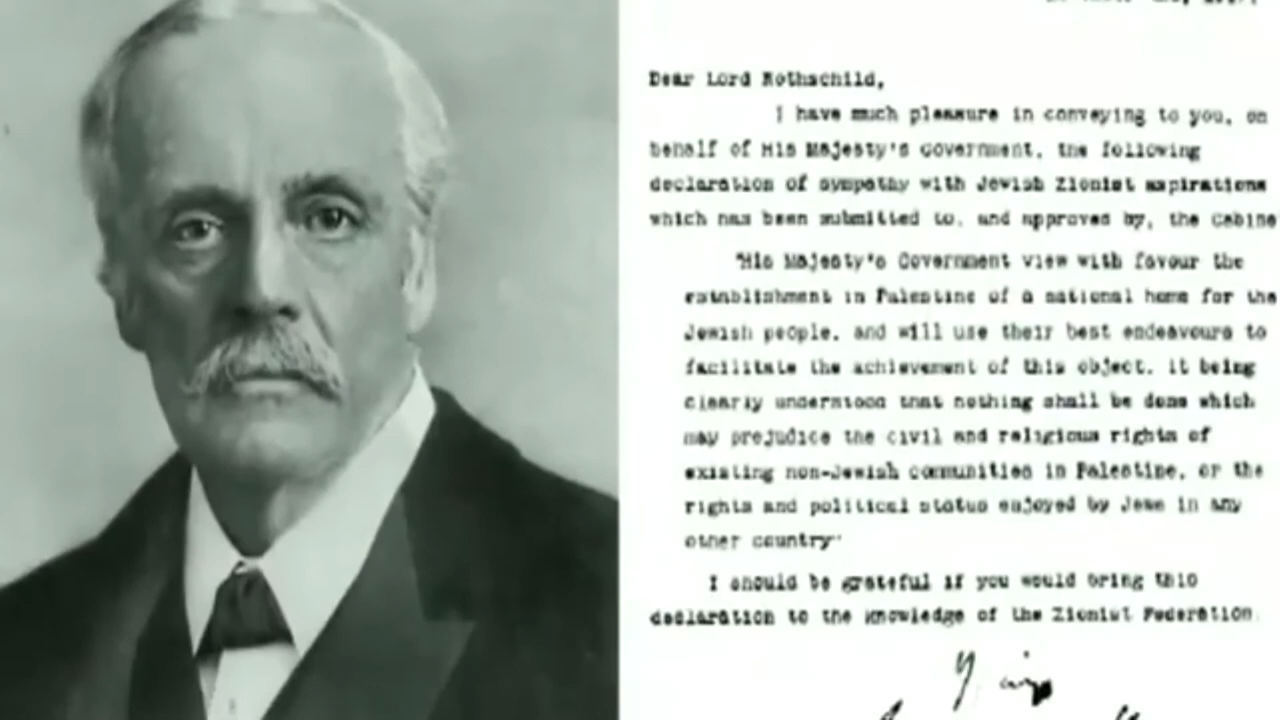 Dear Lord Rothschild,
I have much pleasure in conveying to you, on
behalf of His Majesty's Government, the following
declaration of sympathy with Jewish Zionist aspirations
which has been submitted to, and approved by, the Cabine
"His Majesty's Government view with favour the
establishment in Palestine of a national home for the
Jewish people, and will use their best endeavours to
facilitate the achievement of this object, it being
clearly understood that nothing shall be done which
may prejudice the civil and religious rights of
existing non-Jewish communities in Palestine, or the
rights and political status enjoyed by Jews in any
other country"
I should be grateful if you would bring this
declaration to the knowledge of the Zionist Federation.